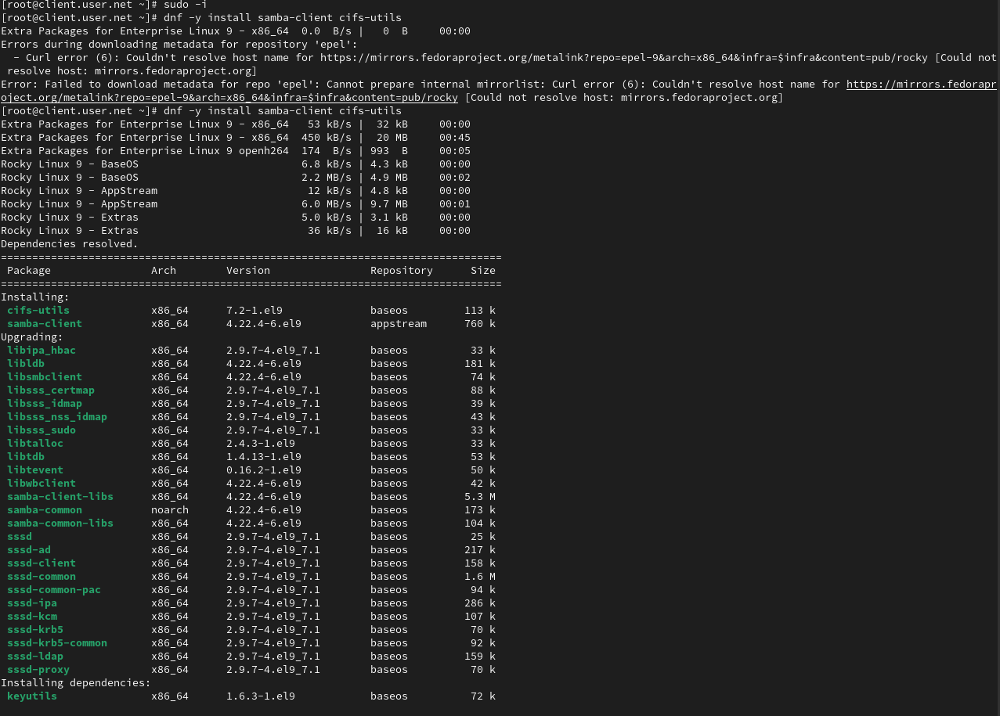 [root@client.user.net ~]# sudo -i
[root@client.user.net ~]# dnf -y install samba-client cifs-utils
Extra Packages for Enterprise Linux 9 - x86_64  0.0  B/s |   0  B     00:00
Errors during downloading metadata for repository 'epel':
  - Curl error (6): Couldn't resolve host name for https://mirrors.fedoraproject.org/metalink?repo=epel-9&arch=x86_64&infra=$infra&content=pub/rocky [Could not
 resolve host: mirrors.fedoraproject.org]
Error: Failed to download metadata for repo 'epel': Cannot prepare internal mirrorlist: Curl error (6): Couldn't resolve host name for https://mirrors.fedorapr
oject.org/metalink?repo=epel-9&arch=x86_64&infra=$infra&content=pub/rocky [Could not resolve host: mirrors.fedoraproject.org]
[root@client.user.net ~]# dnf -y install samba-client cifs-utils
Extra Packages for Enterprise Linux 9 - x86_64   53 kB/s |  32 kB     00:00
Extra Packages for Enterprise Linux 9 - x86_64  450 kB/s |  20 MB     00:45
Extra Packages for Enterprise Linux 9 openh264  174  B/s | 993  B     00:05
Rocky Linux 9 - BaseOS                          6.8 kB/s | 4.3 kB     00:00
Rocky Linux 9 - BaseOS                          2.2 MB/s | 4.9 MB     00:02
Rocky Linux 9 - AppStream                        12 kB/s | 4.8 kB     00:00
Rocky Linux 9 - AppStream                       6.0 MB/s | 9.7 MB     00:01
Rocky Linux 9 - Extras                          5.0 kB/s | 3.1 kB     00:00
Rocky Linux 9 - Extras                           36 kB/s |  16 kB     00:00
Dependencies resolved.
================================================================================
 Package                Arch      Version                Repository      Size
================================================================================
Installing:
 cifs-utils             x86_64      7.2-1.el9              baseos         113 k
 samba-client           x86_64      4.22.4-6.el9           appstream      760 k
Upgrading:
 libipa_hbac            x86_64      2.9.7-4.el9_7.1        baseos          33 k
 libldb                 x86_64      4.22.4-6.el9           baseos         181 k
 libsmbclient           x86_64      4.22.4-6.el9           baseos          74 k
 libsss_certmap         x86_64      2.9.7-4.el9_7.1        baseos          88 k
 libsss_idmap           x86_64      2.9.7-4.el9_7.1        baseos          39 k
 libsss_nss_idmap       x86_64      2.9.7-4.el9_7.1        baseos          43 k
 libsss_sudo            x86_64      2.9.7-4.el9_7.1        baseos          33 k
 libtalloc              x86_64      2.4.3-1.el9            baseos          33 k
 libtdb                 x86_64      1.4.13-1.el9           baseos          53 k
 libtevent              x86_64      0.16.2-1.el9           baseos          50 k
 libwbclient            x86_64      4.22.4-6.el9           baseos          42 k
 samba-client-libs      x86_64      4.22.4-6.el9           baseos         5.3 M
 samba-common           noarch      4.22.4-6.el9           baseos         173 k
 samba-common-libs      x86_64      4.22.4-6.el9           baseos         104 k
 sssd                   x86_64      2.9.7-4.el9_7.1        baseos          25 k
 sssd-ad                x86_64      2.9.7-4.el9_7.1        baseos         217 k
 sssd-client            x86_64      2.9.7-4.el9_7.1        baseos         158 k
 sssd-common            x86_64      2.9.7-4.el9_7.1        baseos         1.6 M
 sssd-common-pac        x86_64      2.9.7-4.el9_7.1        baseos          94 k
 sssd-ipa               x86_64      2.9.7-4.el9_7.1        baseos         286 k
 sssd-kcm               x86_64      2.9.7-4.el9_7.1        baseos         107 k
 sssd-krb5              x86_64      2.9.7-4.el9_7.1        baseos          70 k
 sssd-krb5-common       x86_64      2.9.7-4.el9_7.1        baseos          92 k
 sssd-ldap              x86_64      2.9.7-4.el9_7.1        baseos         159 k
 sssd-proxy             x86_64      2.9.7-4.el9_7.1        baseos          70 k
Installing dependencies:
 keyutils               x86_64      1.6.3-1.el9            baseos          72 k